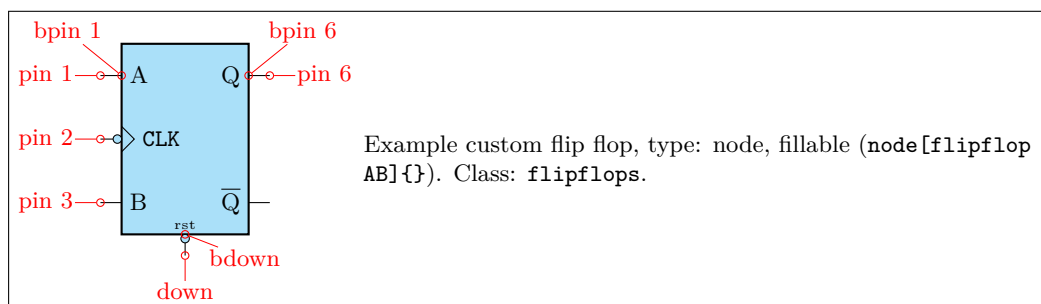 bpin 1
bpin 6
pin 1
A
Q
pin 6
pin 2
CLK
Example custom flip flop, type: node, fillable (node[flipflop
AB]{}). Class: flipflops.
pin 3
B
Q̅
rst
bdown
down